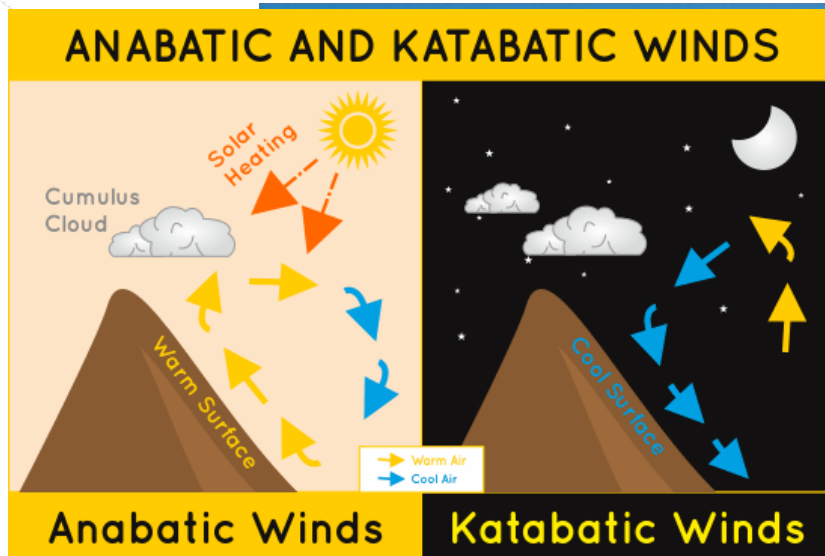 ANABATIC AND KATABATIC WINDS
Solar
Heating
Cumulus
Cloud
Warm Surface
Cool Surface
Warm Air
Cool Air
Anabatic Winds
Katabatic Winds